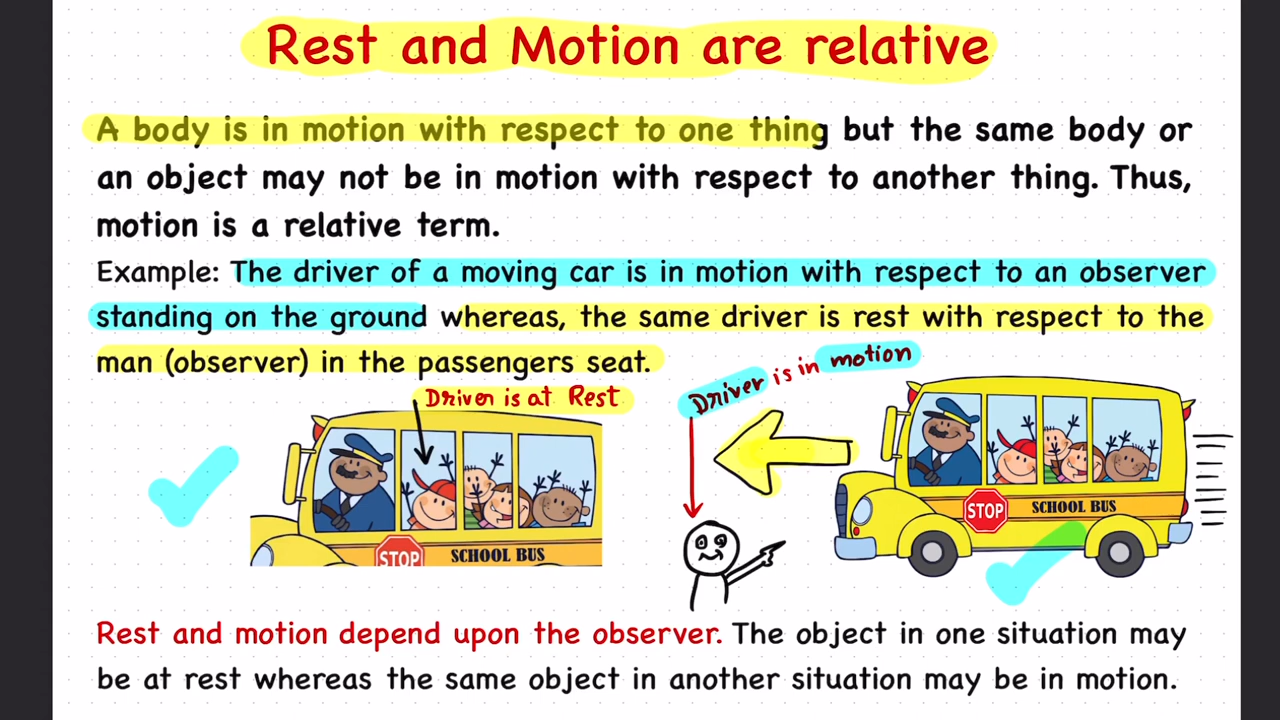 Rest and Motion are relative
A body is in motion with respect to one thing but the same body or
an object may not be in motion with respect to another thing. Thus,
motion is a relative term.
Example: The driver of a moving car is in motion with respect to an observer
standing on the ground whereas, the same driver is rest with respect to the
man (observer) in the passengers seat.
Driver is at Rest
Driver is in motion
STOP
SCHOOL BUS
STOP
SCHOOL BUS
Rest and motion depend upon the observer. The object in one situation may
be at rest whereas the same object in another situation may be in motion.